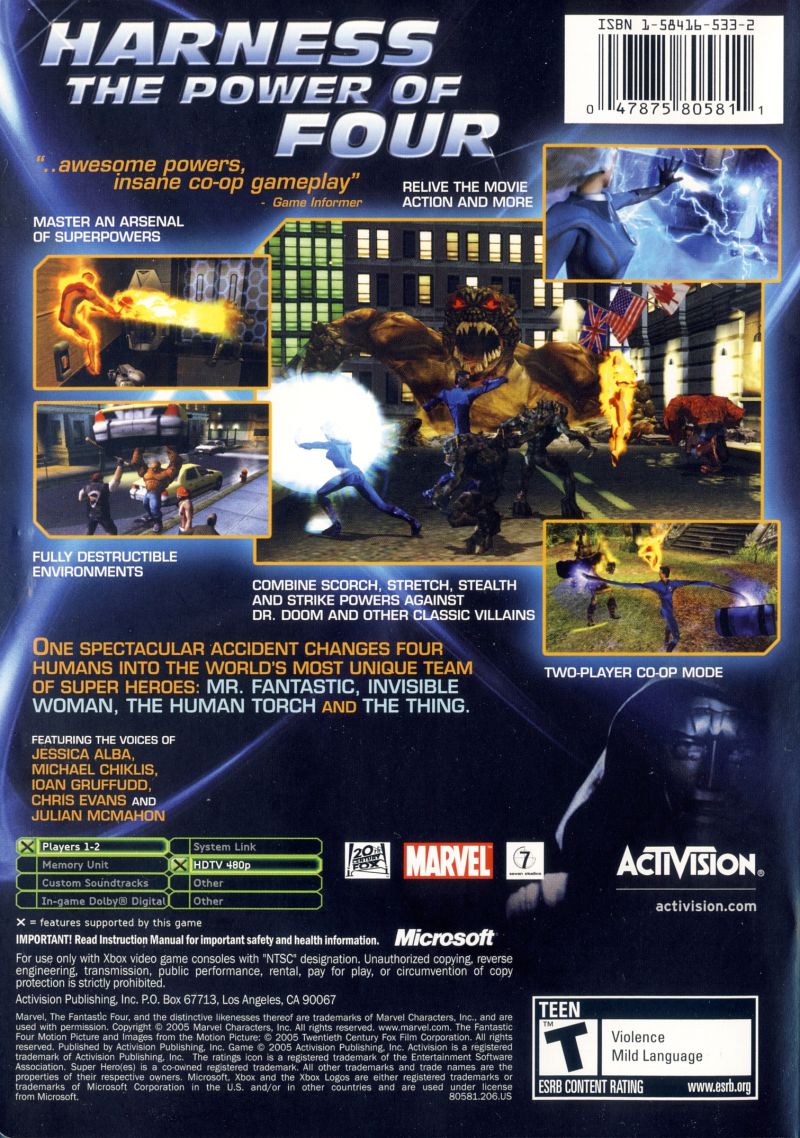 HARNESS
THE POWER OF
FOUR
ISBN 1-58416-533-2
0 47875 80581 1
"..awesome powers,
insane co-op gameplay"
- Game Informer
RELIVE THE MOVIE
ACTION AND MORE
MASTER AN ARSENAL
OF SUPERPOWERS
FULLY DESTRUCTIBLE
ENVIRONMENTS
COMBINE SCORCH, STRETCH, STEALTH
AND STRIKE POWERS AGAINST
DR. DOOM AND OTHER CLASSIC VILLAINS
TWO-PLAYER CO-OP MODE
ONE SPECTACULAR ACCIDENT CHANGES FOUR
HUMANS INTO THE WORLD'S MOST UNIQUE TEAM
OF SUPER HEROES: MR. FANTASTIC, INVISIBLE
WOMAN, THE HUMAN TORCH AND THE THING.
FEATURING THE VOICES OF
JESSICA ALBA,
MICHAEL CHIKLIS,
IOAN GRUFFUDD,
CHRIS EVANS AND
JULIAN MCMAHON
X Players 1-2
System Link
Memory Unit
X HDTV 480p
Custom Soundtracks
Other
In-game Dolby® Digital
Other
20th CENTURY FOX
MARVEL
7
seven studios
ACTIVISION®
activision.com
X = features supported by this game
IMPORTANT! Read Instruction Manual for important safety and health information.
Microsoft
For use only with Xbox video game consoles with "NTSC" designation. Unauthorized copying, reverse
engineering, transmission, public performance, rental, pay for play, or circumvention of copy
protection is strictly prohibited.
Activision Publishing, Inc. P.O. Box 67713, Los Angeles, CA 90067
Marvel, The Fantastic Four, and the distinctive likenesses thereof are trademarks of Marvel Characters, Inc., and are
used with permission. Copyright © 2005 Marvel Characters, Inc. All rights reserved. www.marvel.com. The Fantastic
Four Motion Picture and Images from the Motion Picture: © 2005 Twentieth Century Fox Film Corporation. All rights
reserved. Published by Activision Publishing, Inc. Game © 2005 Activision Publishing, Inc. Activision is a registered
trademark of Activision Publishing, Inc. The ratings icon is a registered trademark of the Entertainment Software
Association. Super Hero(es) is a co-owned registered trademark. All other trademarks and trade names are the
properties of their respective owners. Microsoft, Xbox and the Xbox Logos are either registered trademarks or
trademarks of Microsoft Corporation in the U.S. and/or in other countries and are used under license
from Microsoft.
80581.206.US
TEEN
T
TM
Violence
Mild Language
ESRB CONTENT RATING
www.esrb.org